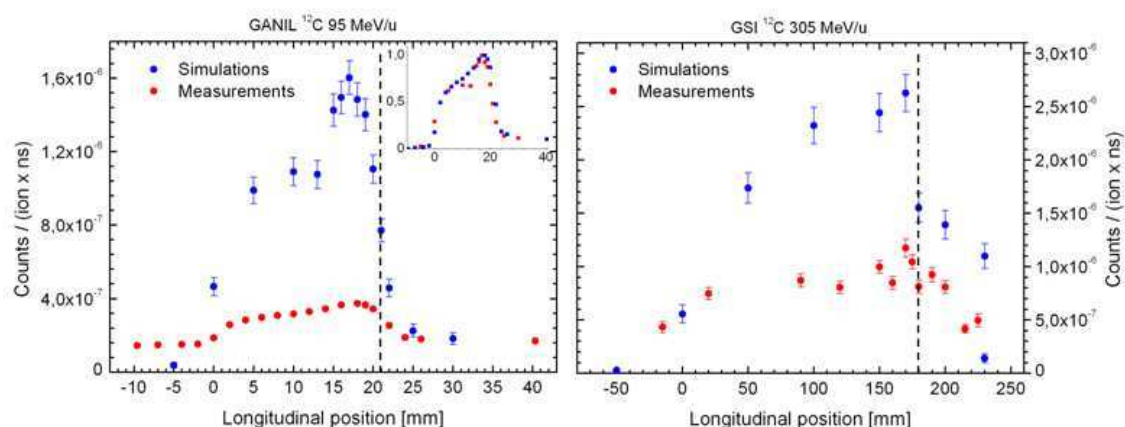 GANIL ¹²C 95 MeV/u
Simulations
Measurements
1,6x10⁻⁶
1,2x10⁻⁶
8,0x10⁻⁷
4,0x10⁻⁷
0
Counts / (ion x ns)
-10 -5 0 5 10 15 20 25 30 35 40
Longitudinal position [mm]
1,0
0,5
0
0 20 40
GSI ¹²C 305 MeV/u
Simulations
Measurements
3,0x10⁻⁶
2,5x10⁻⁶
2,0x10⁻⁶
1,5x10⁻⁶
1,0x10⁻⁶
5,0x10⁻⁷
0
Counts / (ion x ns)
-50 0 50 100 150 200 250
Longitudinal position [mm]